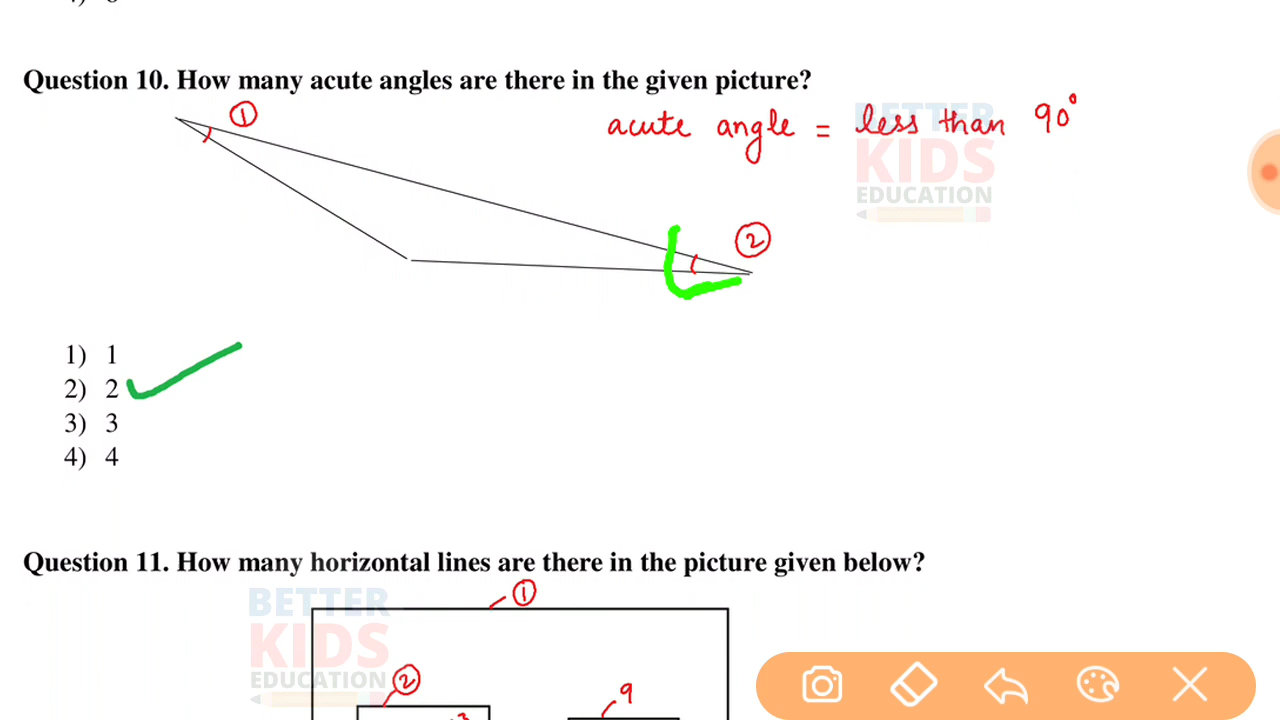 Question 10. How many acute angles are there in the given picture?
①
acute angle = less than 90°
BETTER
KIDS
EDUCATION
②
1) 1
2) 2
3) 3
4) 4
Question 11. How many horizontal lines are there in the picture given below?
①
BETTER
KIDS
EDUCATION
②
9